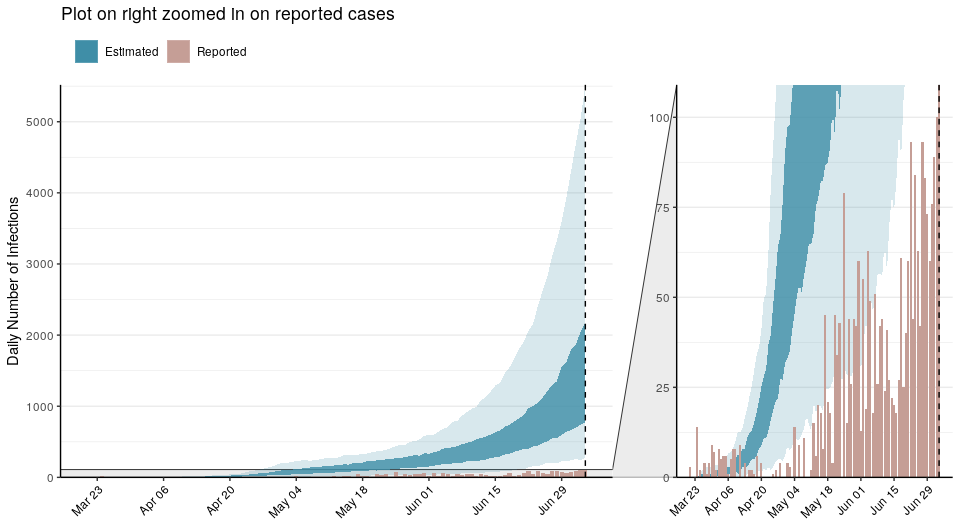 Plot on right zoomed in on reported cases
Estimated
Reported
Daily Number of Infections
5000
4000
3000
2000
1000
0
Mar 23
Apr 06
Apr 20
May 04
May 18
Jun 01
Jun 15
Jun 29
100
75
50
25
0
Mar 23
Apr 06
Apr 20
May 04
May 18
Jun 01
Jun 15
Jun 29